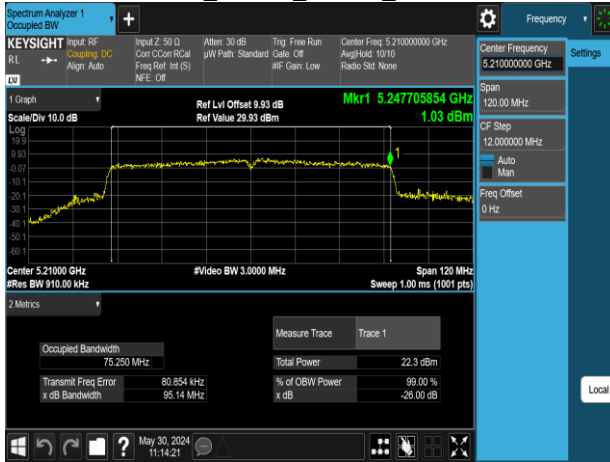 Spectrum Analyzer 1
Occupied BW
Frequency
KEYSIGHT
RL
LXI
Input: RF
Coupling: DC
Align: Auto
Input Z: 50 Ω
Corr CCorr RCal
Freq Ref: Int (S)
NFE: Off
Atten: 30 dB
µW Path: Standard
Trig: Free Run
Gate: Off
#IF Gain: Low
Center Freq: 5.210000000 GHz
Avg|Hold: 10/10
Radio Std: None
Center Frequency
5.210000000 GHz
Settings
Span
120.00 MHz
CF Step
12.000000 MHz
Auto
Man
Freq Offset
0 Hz
Local
1 Graph
Scale/Div 10.0 dB
Ref Lvl Offset 9.93 dB
Ref Value 29.93 dBm
Mkr1 5.247705854 GHz
1.03 dBm
Log
19.9
9.93
-0.07
-10.1
-20.1
-30.1
-40.1
-50.1
-60.1
1
Center 5.21000 GHz
#Res BW 910.00 kHz
#Video BW 3.0000 MHz
Span 120 MHz
Sweep 1.00 ms (1001 pts)
2 Metrics
Measure Trace Trace 1
Occupied Bandwidth
75.250 MHz
Total Power 22.3 dBm
Transmit Freq Error 80.854 kHz
% of OBW Power 99.00 %
x dB Bandwidth 95.14 MHz
x dB -26.00 dB
?
May 30, 2024
11:14:21